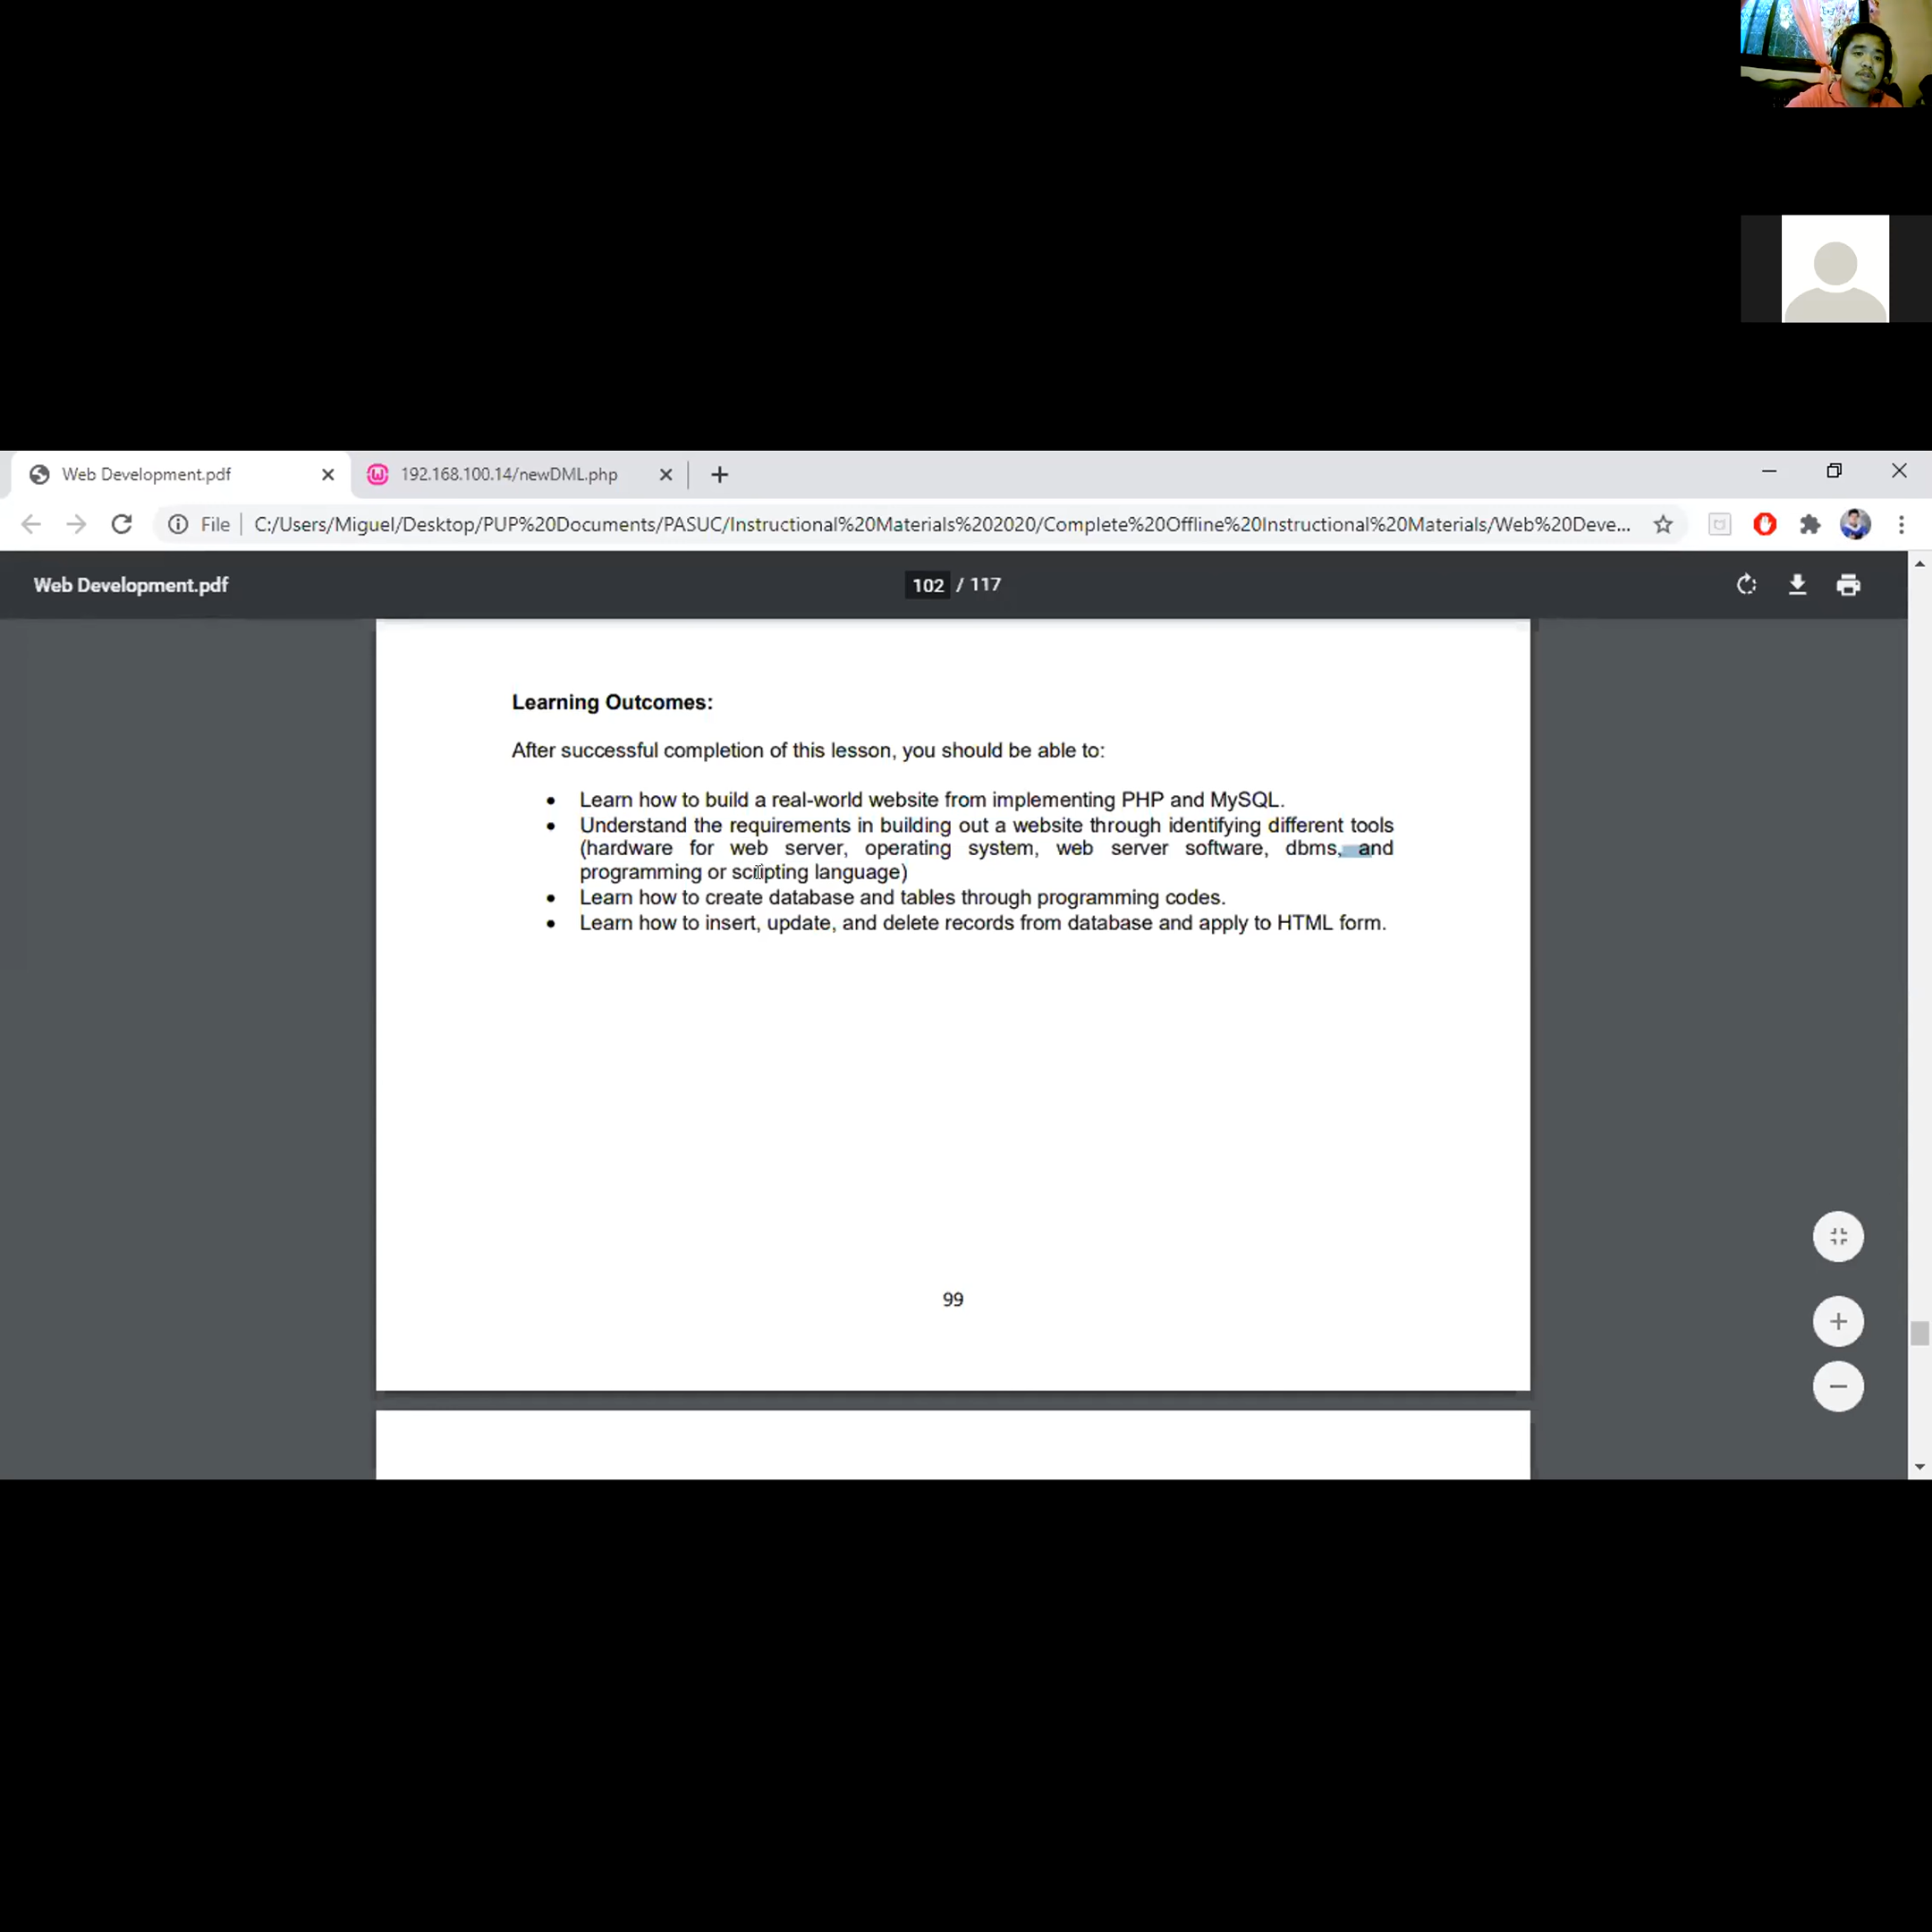 Web Development.pdf
192.168.100.14/newDML.php
File
C:/Users/Miguel/Desktop/PUP%20Documents/PASUC/Instructional%20Materials%202020/Complete%20Offline%20Instructional%20Materials/Web%20Deve...
Web Development.pdf
102 / 117
Learning Outcomes:
After successful completion of this lesson, you should be able to:
• Learn how to build a real-world website from implementing PHP and MySQL.
• Understand the requirements in building out a website through identifying different tools
(hardware for web server, operating system, web server software, dbms, and
programming or scripting language)
• Learn how to create database and tables through programming codes.
• Learn how to insert, update, and delete records from database and apply to HTML form.
99